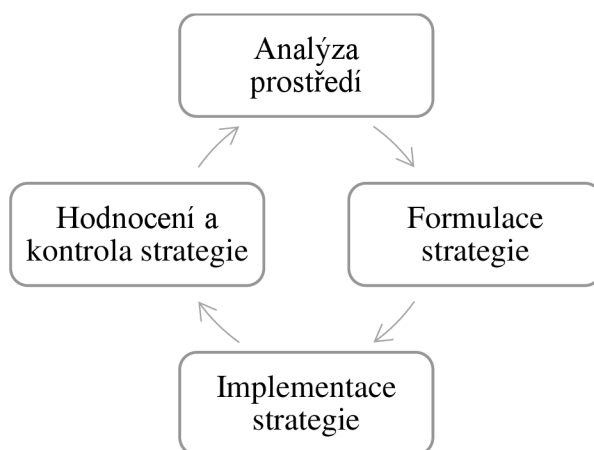 Analýza
prostředí
Hodnocení a
kontrola strategie
Formulace
strategie
Implementace
strategie